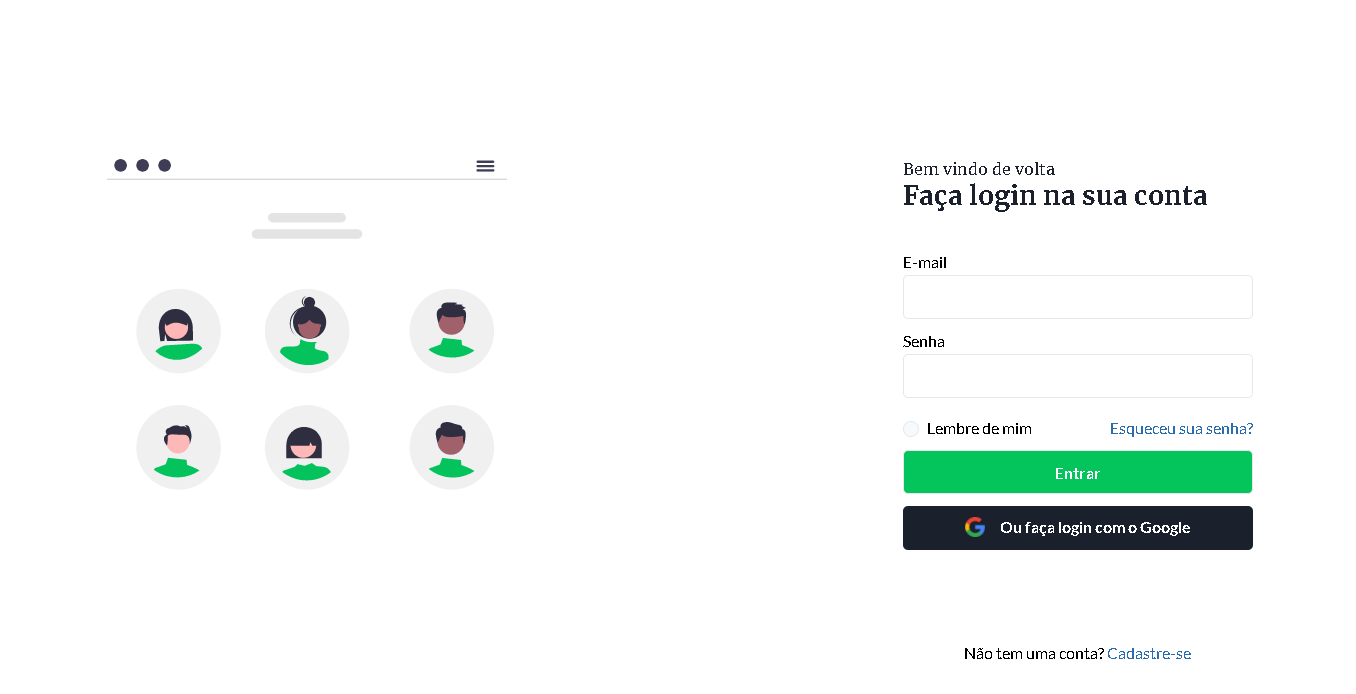 Bem vindo de volta
Faça login na sua conta
E-mail
Senha
Lembre de mim
Esqueceu sua senha?
Entrar
Ou faça login com o Google
Não tem uma conta? Cadastre-se